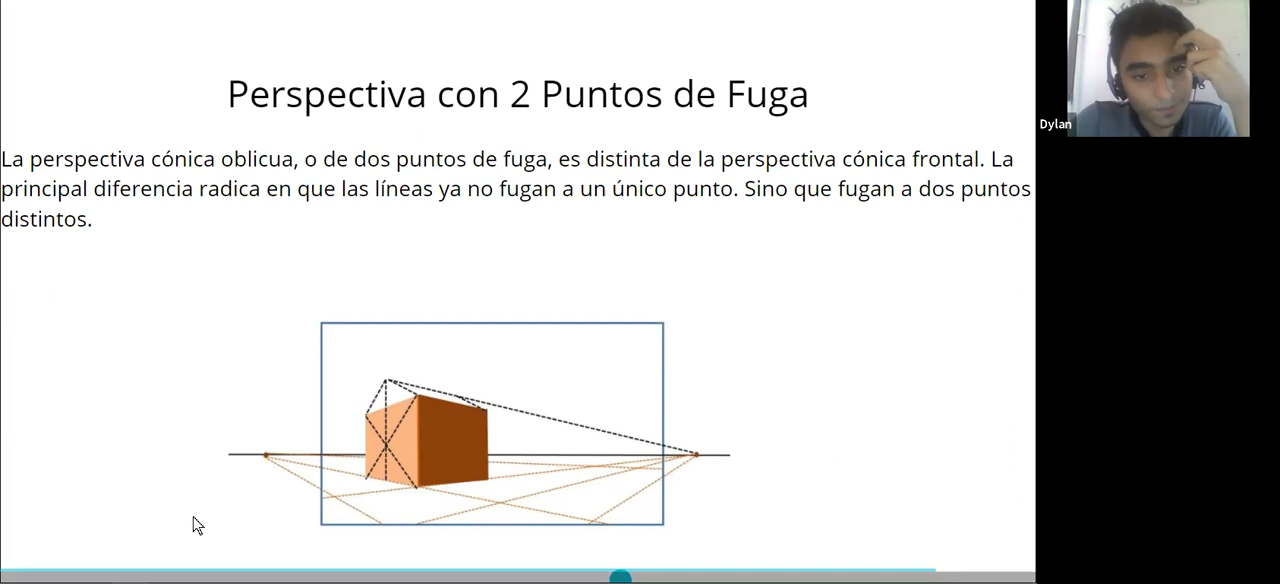 Perspectiva con 2 Puntos de Fuga
La perspectiva cónica oblicua, o de dos puntos de fuga, es distinta de la perspectiva cónica frontal. La
principal diferencia radica en que las líneas ya no fugan a un único punto. Sino que fugan a dos puntos
distintos.
Dylan